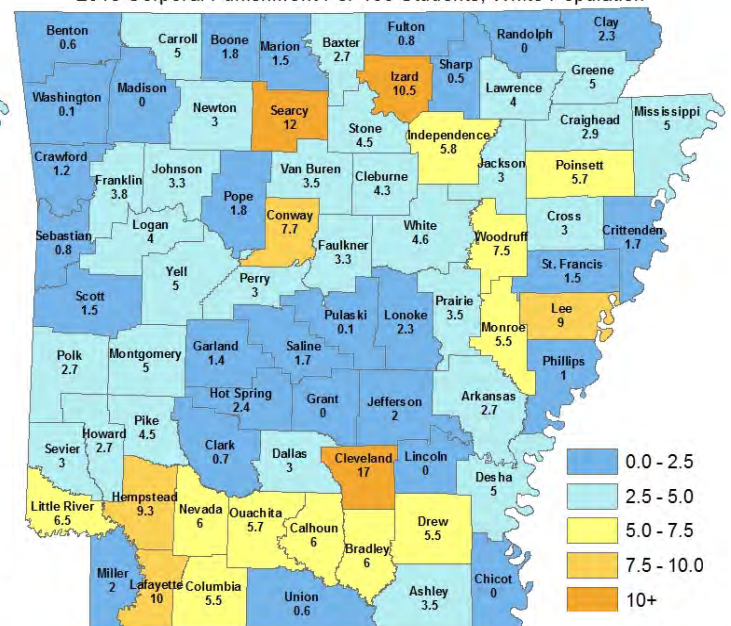 Benton
0.6
Carroll
5
Boone
1.8
Marion
1.5
Baxter
2.7
Fulton
0.8
Randolph
0
Clay
2.3
Washington
0.1
Madison
0
Newton
3
Searcy
12
Izard
10.5
Sharp
0.5
Lawrence
4
Greene
5
Stone
4.5
Independence
5.8
Craighead
2.9
Mississippi
5
Crawford
1.2
Franklin
3.8
Johnson
3.3
Pope
1.8
Van Buren
3.5
Cleburne
4.3
Jackson
3
Poinsett
5.7
Sebastian
0.8
Logan
4
Conway
7.7
Faulkner
3.3
White
4.6
Woodruff
7.5
Cross
3
Crittenden
1.7
Scott
1.5
Yell
5
Perry
3
Pulaski
0.1
Lonoke
2.3
Prairie
3.5
St. Francis
1.5
Monroe
5.5
Lee
9
Polk
2.7
Montgomery
5
Garland
1.4
Saline
1.7
Phillips
1
Hot Spring
2.4
Grant
0
Jefferson
2
Arkansas
2.7
Sevier
3
Howard
2.7
Pike
4.5
Clark
0.7
Dallas
3
Cleveland
17
Lincoln
0
Desha
5
Little River
6.5
Hempstead
9.3
Nevada
6
Ouachita
5.7
Calhoun
6
Bradley
6
Drew
5.5
Miller
2
Lafayette
10
Columbia
5.5
Union
0.6
Ashley
3.5
Chicot
0
0.0 - 2.5
2.5 - 5.0
5.0 - 7.5
7.5 - 10.0
10+